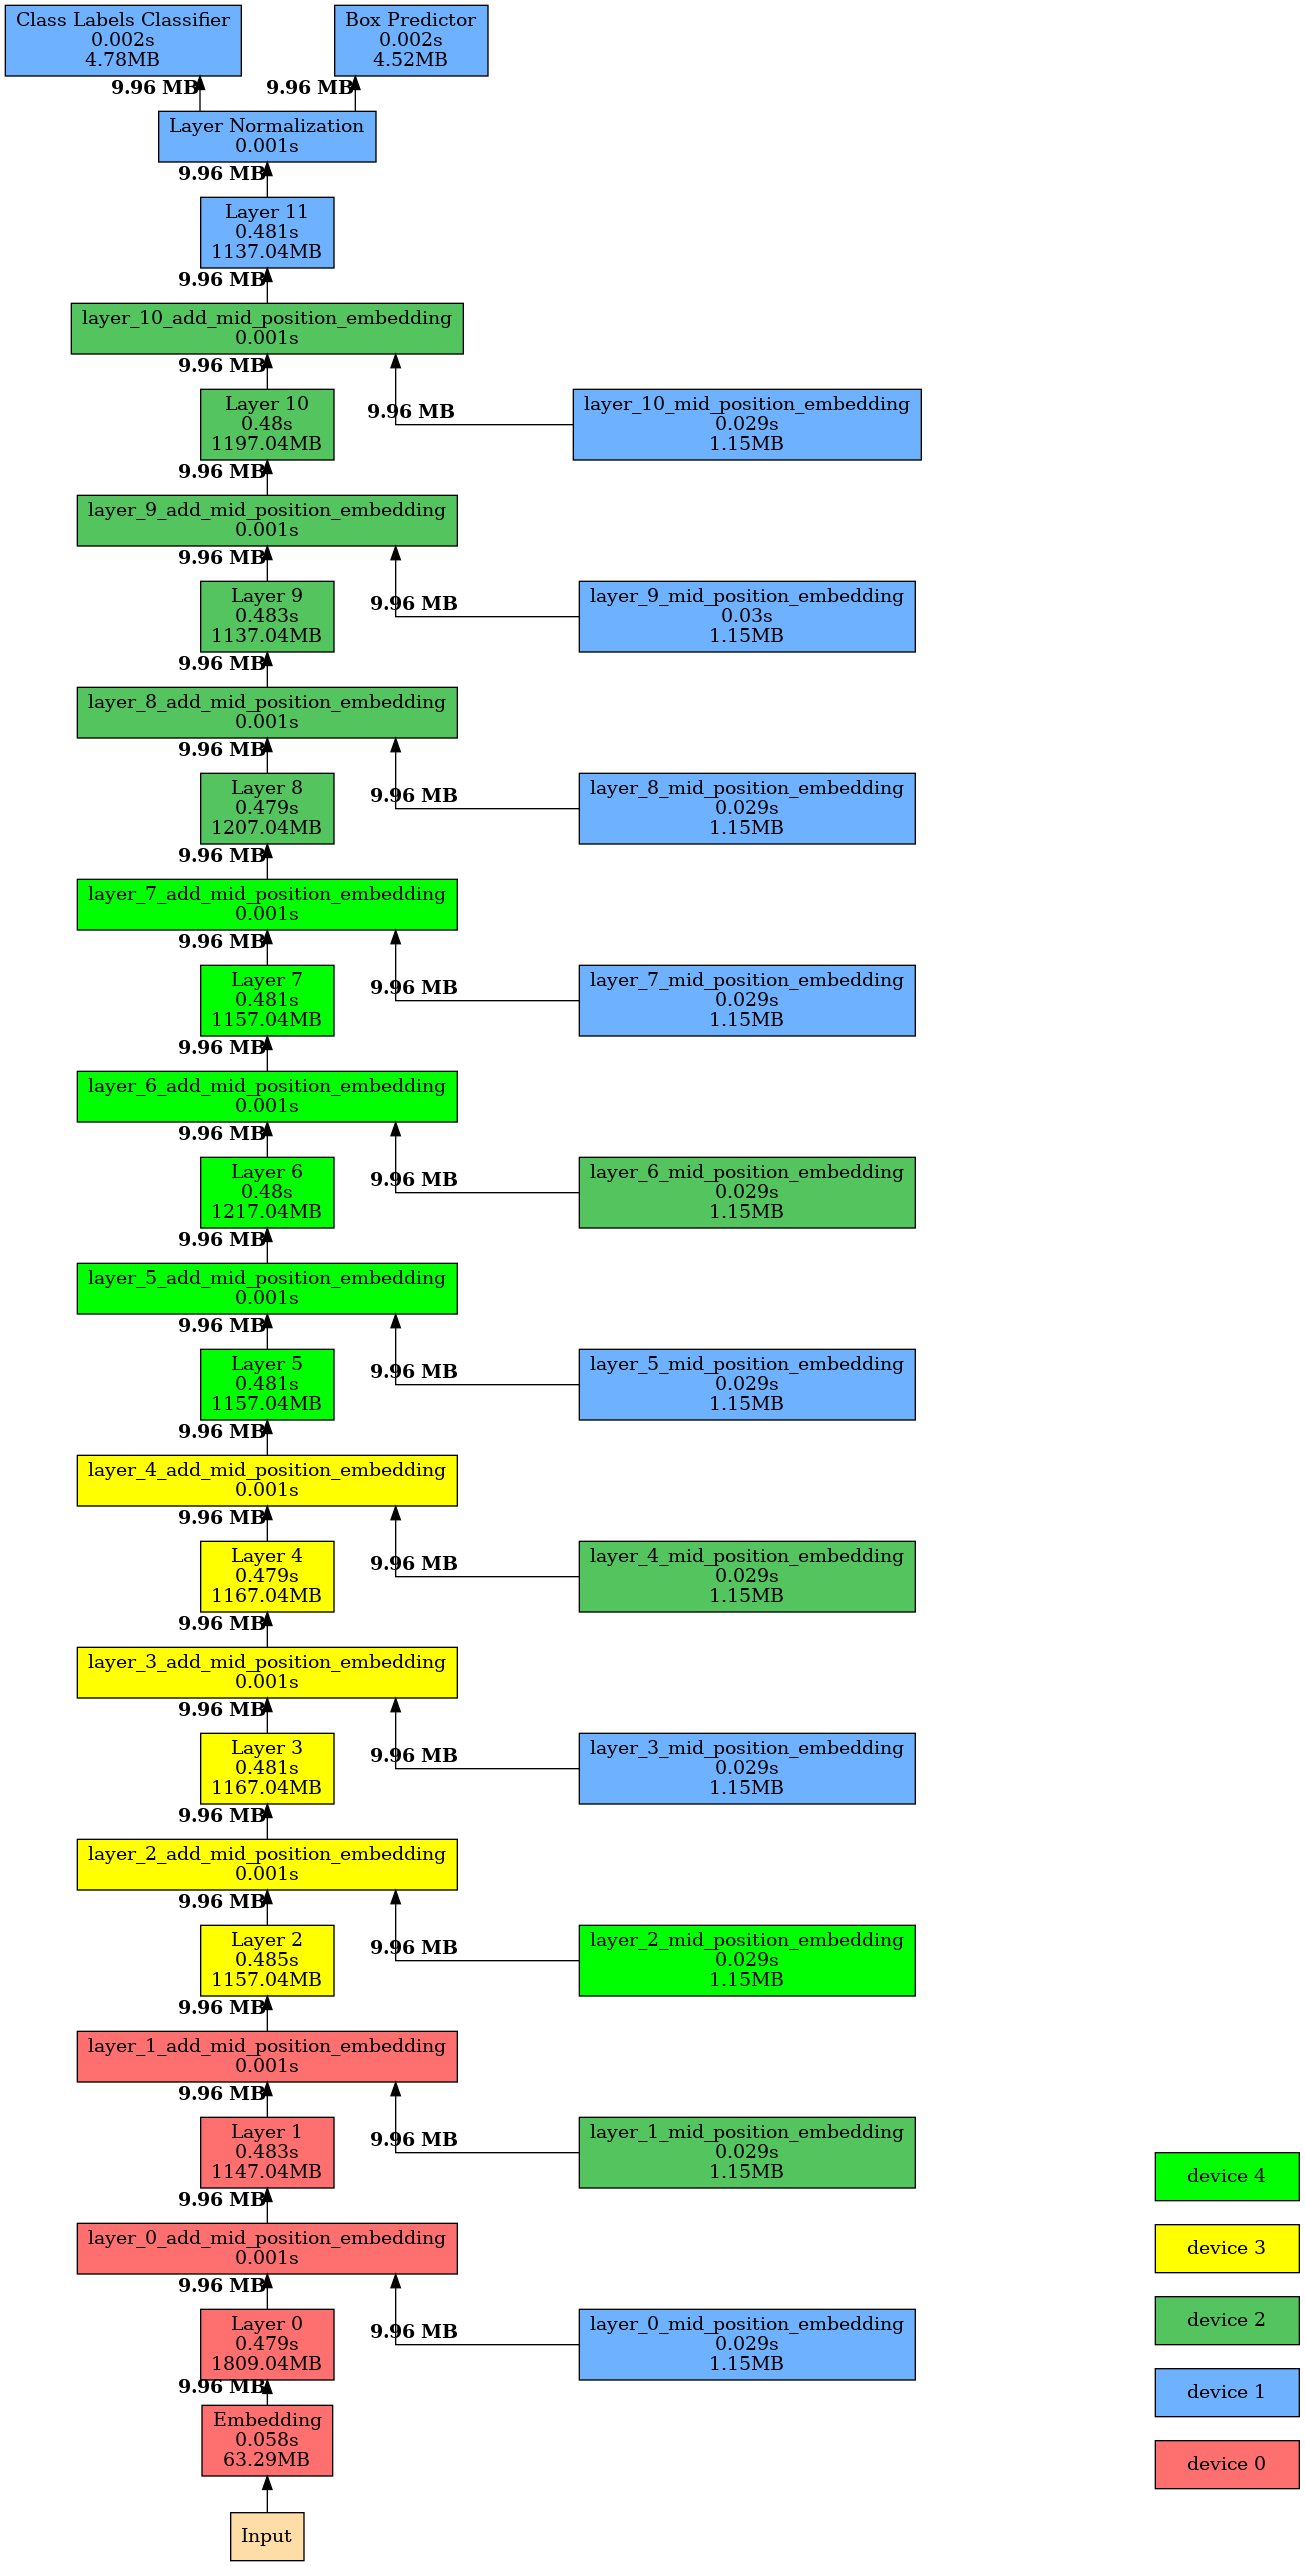 Class Labels Classifier
0.002s
4.78MB
Box Predictor
0.002s
4.52MB
9.96 MB
9.96 MB
Layer Normalization
0.001s
9.96 MB
Layer 11
0.481s
1137.04MB
9.96 MB
layer_10_add_mid_position_embedding
0.001s
9.96 MB
Layer 10
0.48s
1197.04MB
9.96 MB
layer_10_mid_position_embedding
0.029s
1.15MB
9.96 MB
layer_9_add_mid_position_embedding
0.001s
9.96 MB
Layer 9
0.483s
1137.04MB
9.96 MB
layer_9_mid_position_embedding
0.03s
1.15MB
9.96 MB
layer_8_add_mid_position_embedding
0.001s
9.96 MB
Layer 8
0.479s
1207.04MB
9.96 MB
layer_8_mid_position_embedding
0.029s
1.15MB
9.96 MB
layer_7_add_mid_position_embedding
0.001s
9.96 MB
Layer 7
0.481s
1157.04MB
9.96 MB
layer_7_mid_position_embedding
0.029s
1.15MB
9.96 MB
layer_6_add_mid_position_embedding
0.001s
9.96 MB
Layer 6
0.48s
1217.04MB
9.96 MB
layer_6_mid_position_embedding
0.029s
1.15MB
9.96 MB
layer_5_add_mid_position_embedding
0.001s
9.96 MB
Layer 5
0.481s
1157.04MB
9.96 MB
layer_5_mid_position_embedding
0.029s
1.15MB
9.96 MB
layer_4_add_mid_position_embedding
0.001s
9.96 MB
Layer 4
0.479s
1167.04MB
9.96 MB
layer_4_mid_position_embedding
0.029s
1.15MB
9.96 MB
layer_3_add_mid_position_embedding
0.001s
9.96 MB
Layer 3
0.481s
1167.04MB
9.96 MB
layer_3_mid_position_embedding
0.029s
1.15MB
9.96 MB
layer_2_add_mid_position_embedding
0.001s
9.96 MB
Layer 2
0.485s
1157.04MB
9.96 MB
layer_2_mid_position_embedding
0.029s
1.15MB
9.96 MB
layer_1_add_mid_position_embedding
0.001s
9.96 MB
Layer 1
0.483s
1147.04MB
9.96 MB
layer_1_mid_position_embedding
0.029s
1.15MB
9.96 MB
layer_0_add_mid_position_embedding
0.001s
9.96 MB
Layer 0
0.479s
1809.04MB
9.96 MB
layer_0_mid_position_embedding
0.029s
1.15MB
9.96 MB
Embedding
0.058s
63.29MB
Input
device 4
device 3
device 2
device 1
device 0